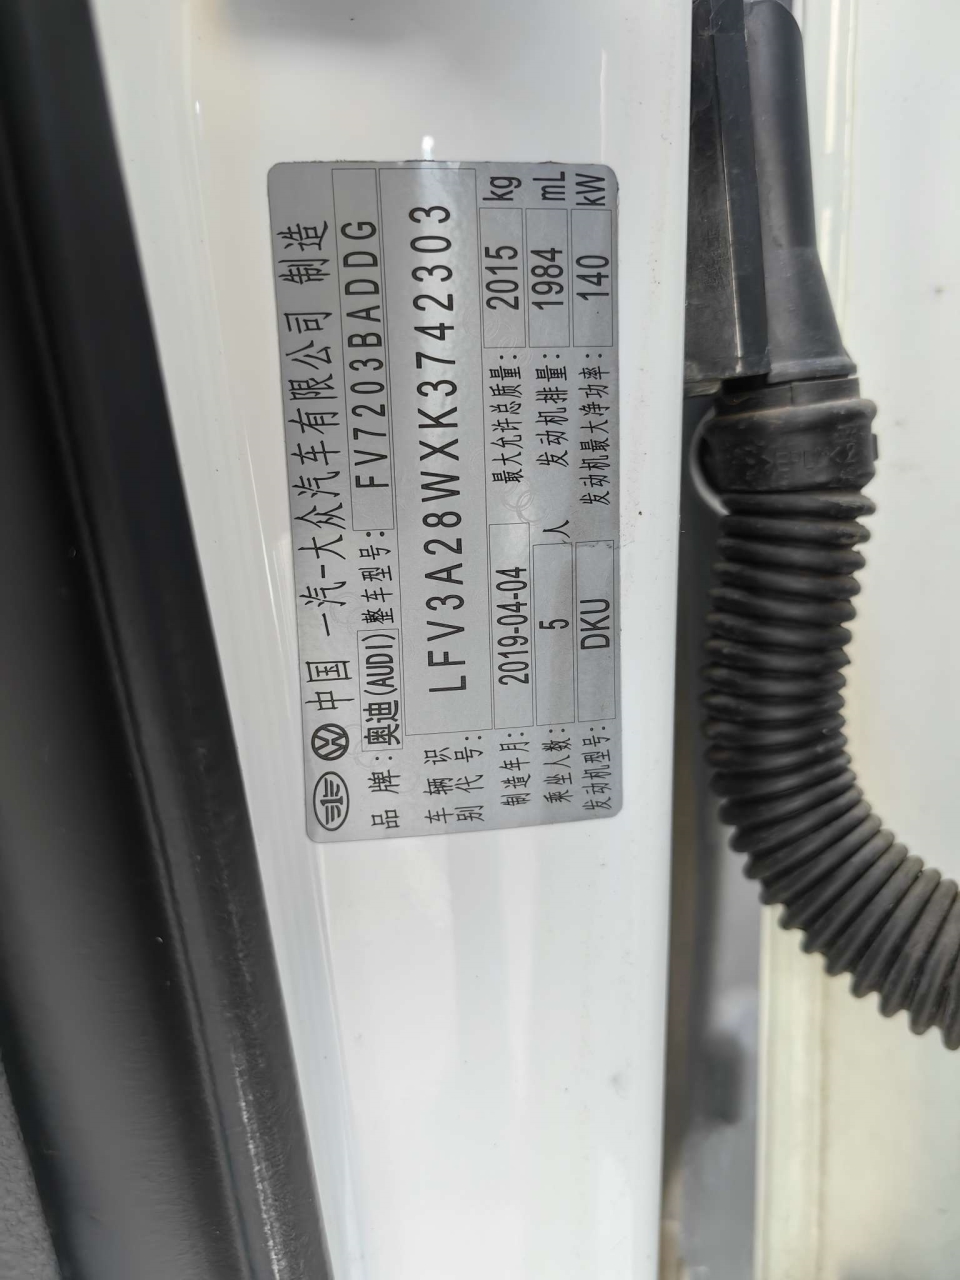 中国 一汽-大众汽车有限公司 制造
品牌:奥迪(AUDI) 整车型号: FV7203BADDG
车辆识别代号: LFV3A28WXK3742303
制造年月: 2019-04-04 最大允许总质量: 2015 kg
乘坐人数: 5 人 发动机排量: 1984 mL
发动机型号: DKU 发动机最大净功率: 140 kW